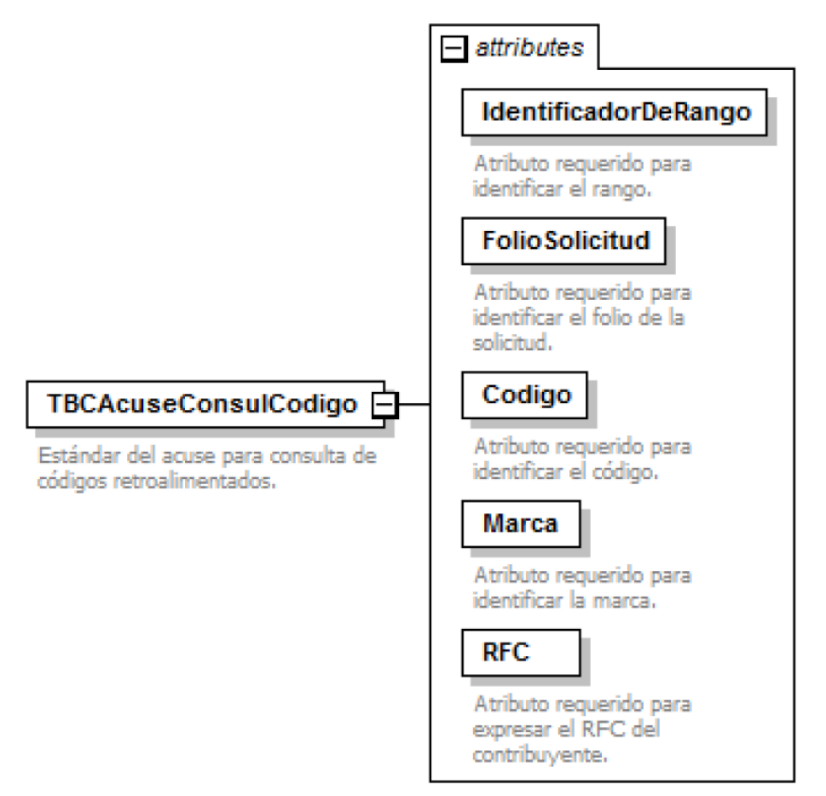 attributes
IdentificadorDeRango
Atributo requerido para
identificar el rango.
FolioSolicitud
Atributo requerido para
identificar el folio de la
solicitud.
TBCAcuseConsulCodigo
Estándar del acuse para consulta de
códigos retroalimentados.
Codigo
Atributo requerido para
identificar el código.
Marca
Atributo requerido para
identificar la marca.
RFC
Atributo requerido para
expresar el RFC del
contribuyente.